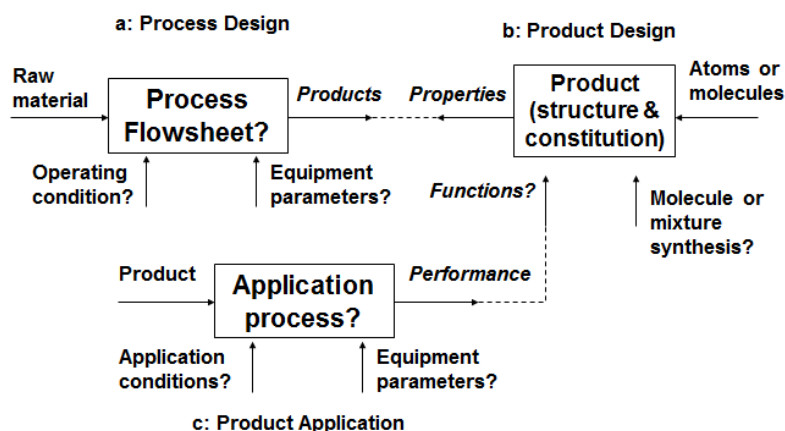 a: Process Design
b: Product Design
Raw
material
Process
Flowsheet?
Products
Properties
Product
(structure &
constitution)
Atoms or
molecules
Operating
condition?
Equipment
parameters?
Functions?
Molecule or
mixture
synthesis?
Product
Application
process?
Performance
Application
conditions?
Equipment
parameters?
c: Product Application